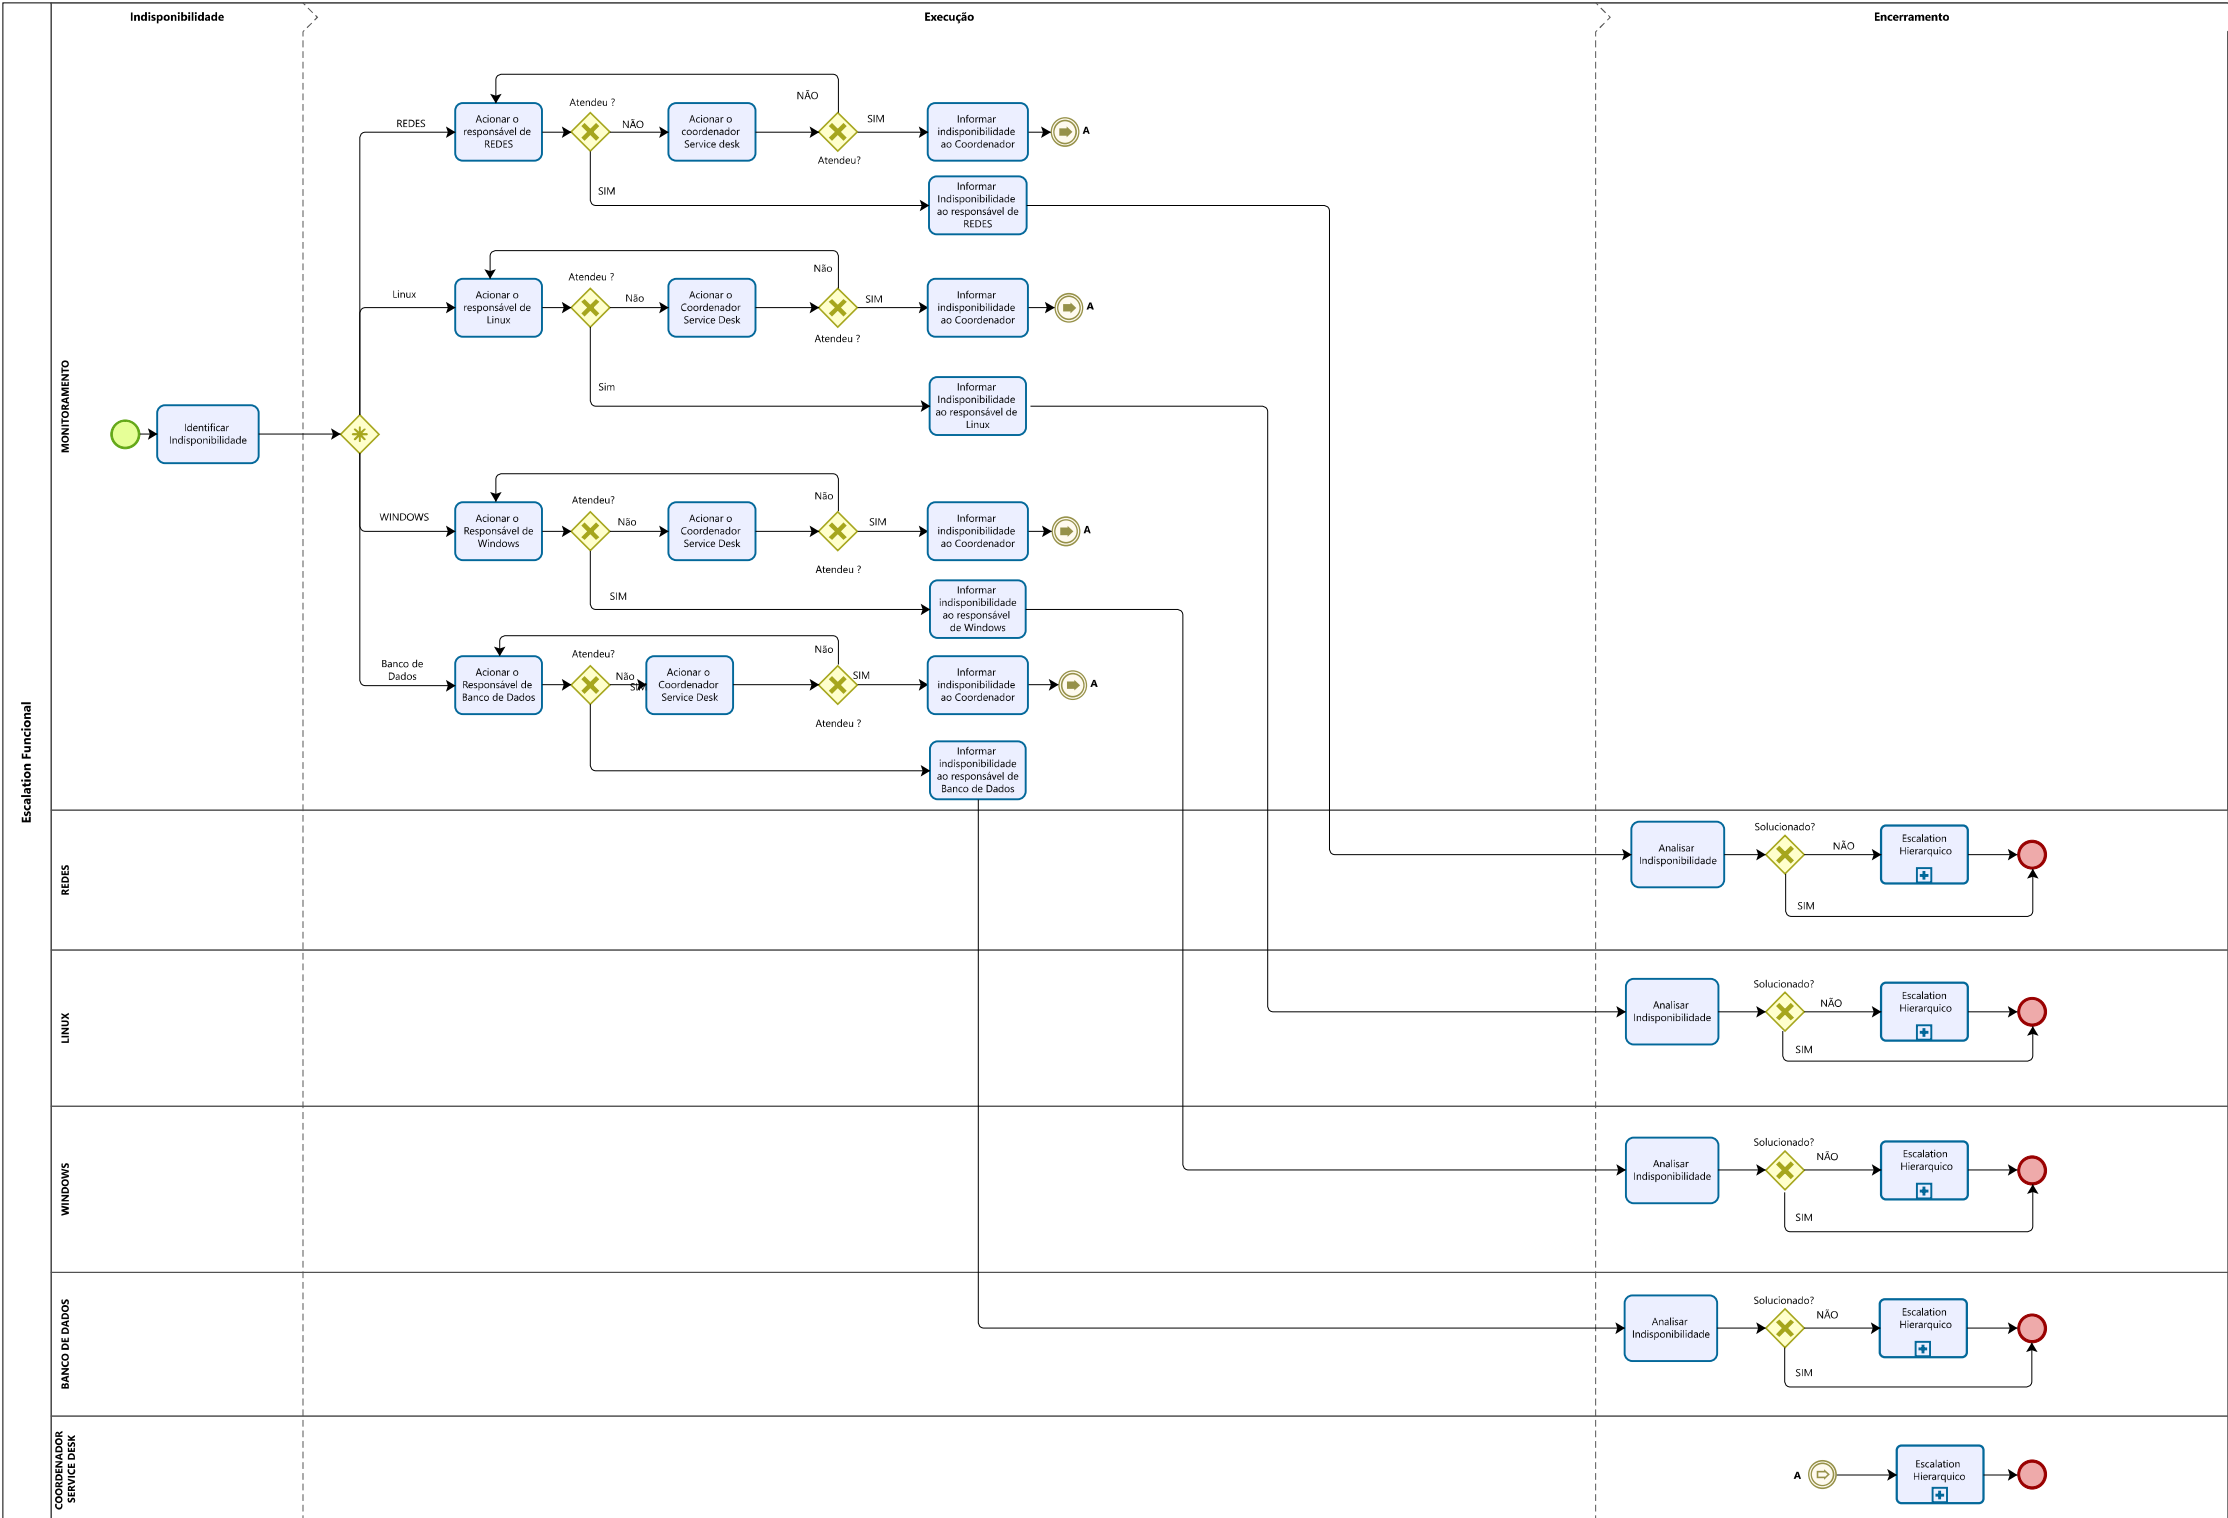 Indisponibilidade
Execução
Encerramento
Escalation Funcional
MONITORAMENTO
Identificar
Indisponibilidade
REDES
Acionar o
responsável de
REDES
Atendeu ?
NÃO
SIM
Acionar o
coordenador
Service desk
NÃO
Atendeu?
SIM
Informar
indisponibilidade
ao Coordenador
A
Informar
Indisponibilidade
ao responsável de
REDES
Linux
Acionar o
responsável de
Linux
Atendeu ?
Não
Sim
Acionar o
Coordenador
Service Desk
Não
Atendeu ?
SIM
Informar
indisponibilidade
ao Coordenador
A
Informar
Indisponibilidade
ao responsável de
Linux
WINDOWS
Acionar o
Responsável de
Windows
Atendeu?
Não
SIM
Acionar o
Coordenador
Service Desk
Não
Atendeu ?
SIM
Informar
indisponibilidade
ao Coordenador
A
Informar
indisponibilidade
ao responsável
de Windows
Banco de
Dados
Acionar o
Responsável de
Banco de Dados
Atendeu?
Não
SIM
Acionar o
Coordenador
Service Desk
Não
Atendeu ?
SIM
Informar
indisponibilidade
ao Coordenador
A
Informar
indisponibilidade
ao responsável de
Banco de Dados
REDES
Analisar
Indisponibilidade
Solucionado?
NÃO
SIM
Escalation
Hierarquico
LINUX
Analisar
Indisponibilidade
Solucionado?
NÃO
SIM
Escalation
Hierarquico
WINDOWS
Analisar
Indisponibilidade
Solucionado?
NÃO
SIM
Escalation
Hierarquico
BANCO DE DADOS
Analisar
Indisponibilidade
Solucionado?
NÃO
SIM
Escalation
Hierarquico
COORDENADOR
SERVICE DESK
A
Escalation
Hierarquico